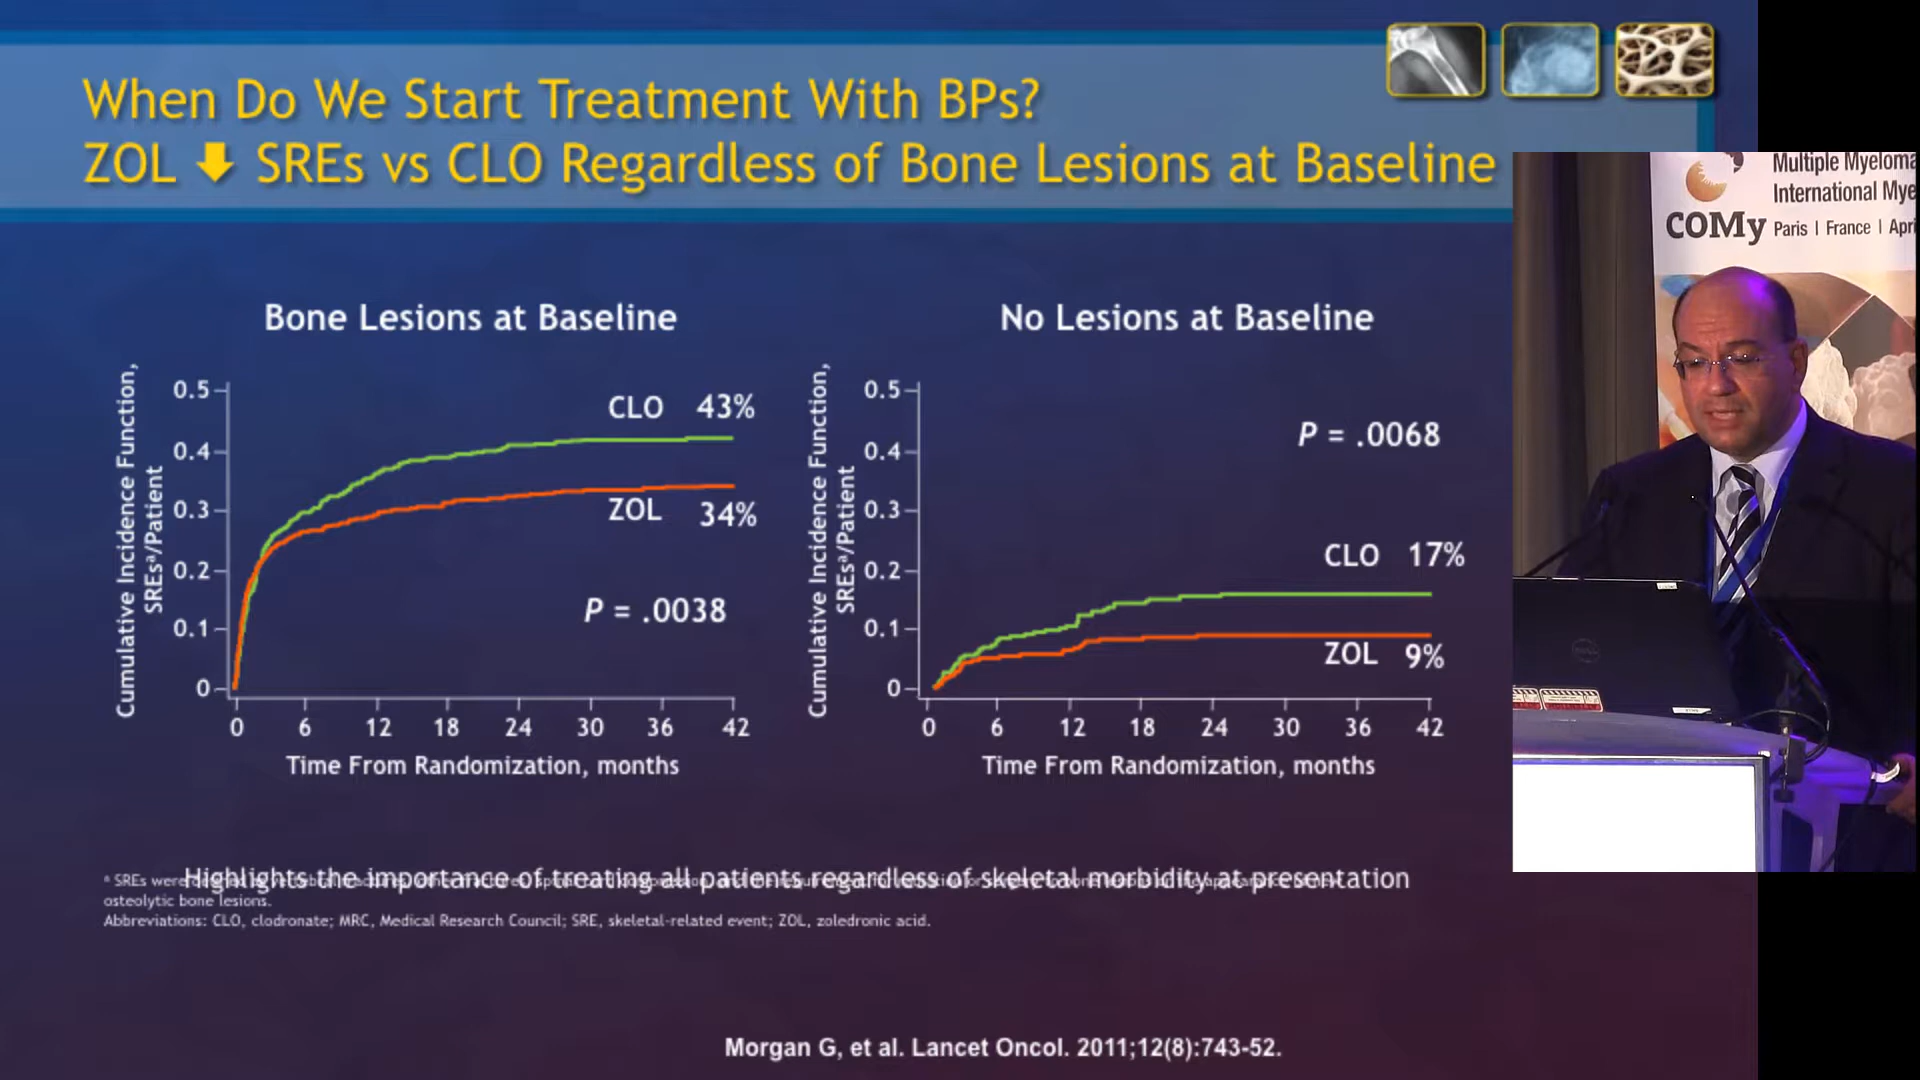 When Do We Start Treatment With BPs?
ZOL SREs vs CLO Regardless of Bone Lesions at Baseline
Multiple Myeloma
International Mye
COMy
Paris | France | Apri
Bone Lesions at Baseline
Cumulative Incidence Function,
SREsᵃ/Patient
0.5
0.4
0.3
0.2
0.1
0
CLO 43%
ZOL 34%
P = .0038
0 6 12 18 24 30 36 42
Time From Randomization, months
No Lesions at Baseline
Cumulative Incidence Function,
SREsᵃ/Patient
0.5
0.4
0.3
0.2
0.1
0
P = .0068
CLO 17%
ZOL 9%
0 6 12 18 24 30 36 42
Time From Randomization, months
Highlights the importance of treating all patients regardless of skeletal morbidity at presentation
ᵃ SREs were
osteolytic bone lesions.
Abbreviations: CLO, clodronate; MRC, Medical Research Council; SRE, skeletal-related event; ZOL, zoledronic acid.
Morgan G, et al. Lancet Oncol. 2011;12(8):743-52.